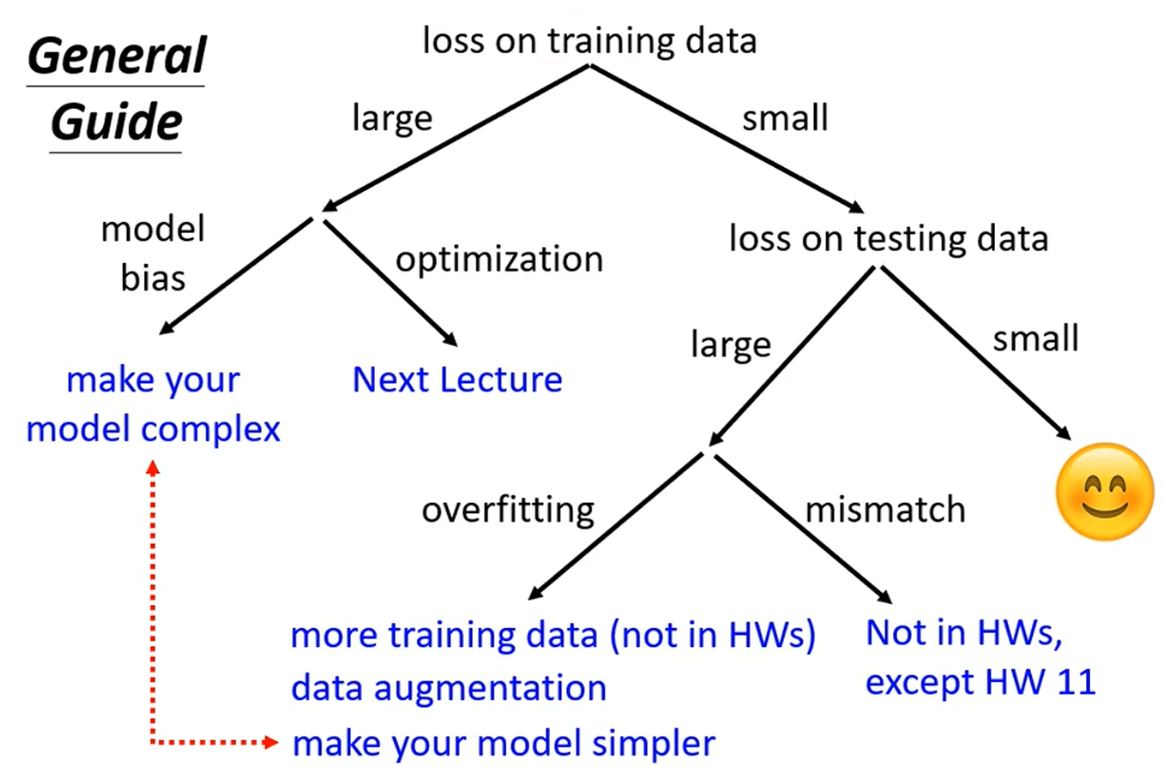 General
Guide
loss on training data
large
small
model
bias
optimization
loss on testing data
make your
model complex
Next Lecture
large
small
overfitting
mismatch
more training data (not in HWs)
data augmentation
make your model simpler
Not in HWs,
except HW 11